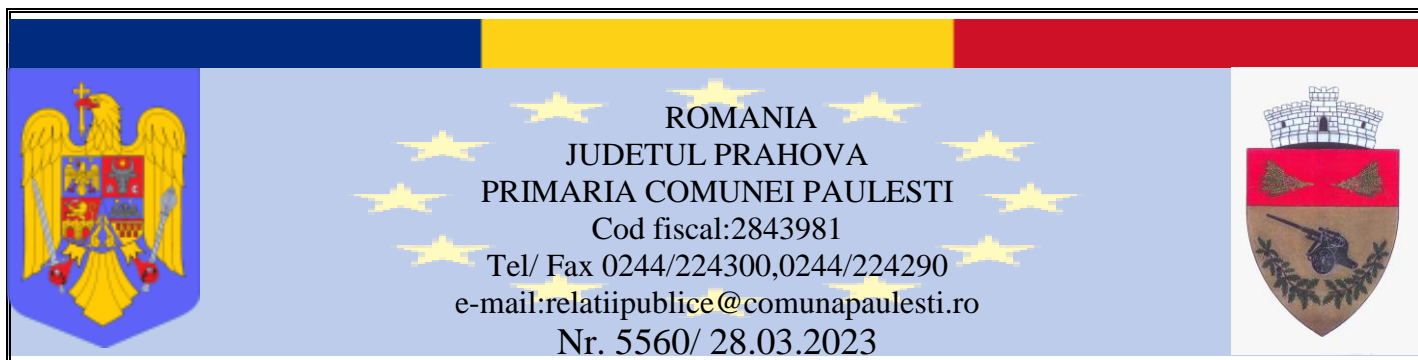 ROMANIA
JUDETUL PRAHOVA
PRIMARIA COMUNEI PAULESTI
Cod fiscal:2843981
Tel/ Fax 0244/224300,0244/224290
e-mail:relatiipublice@comunapaulesti.ro
Nr. 5560/ 28.03.2023